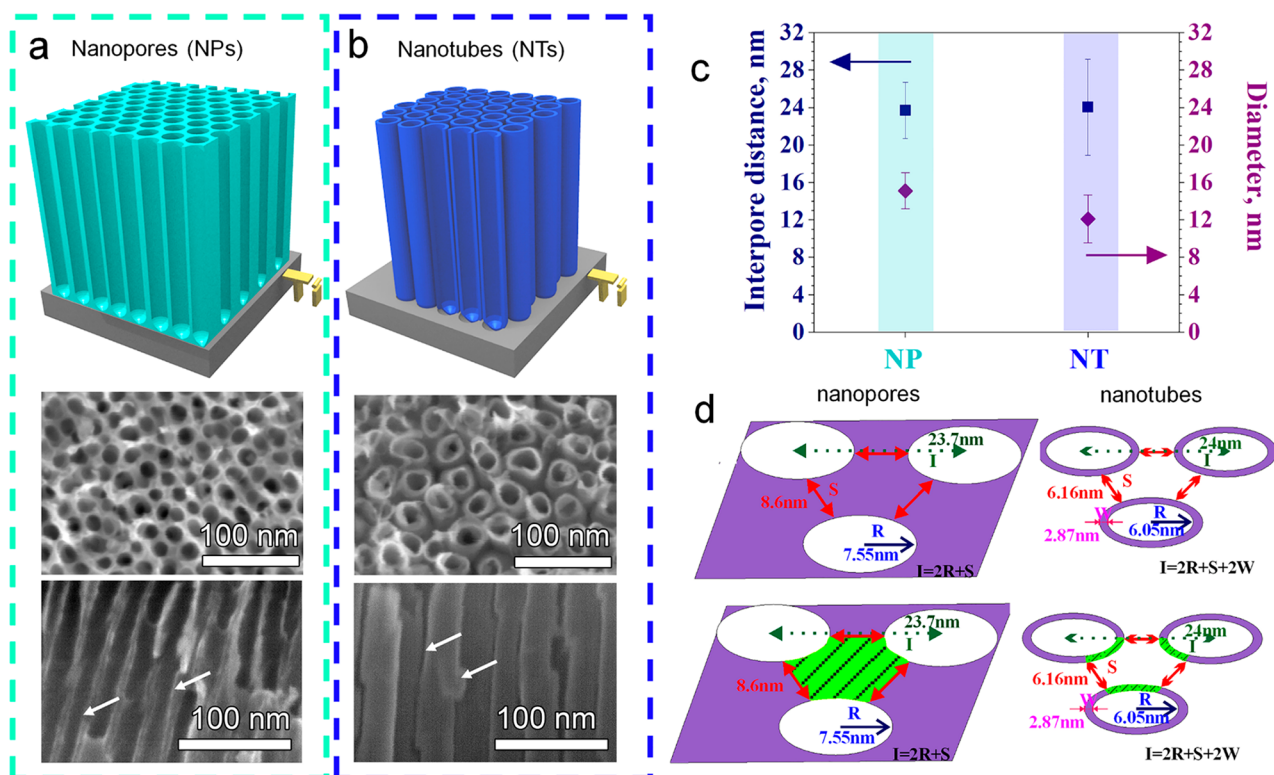 a
Nanopores (NPs)
100 nm
100 nm
b
Nanotubes (NTs)
100 nm
100 nm
c
Interpore distance, nm
32
28
24
20
16
12
8
4
0
NP
NT
32
28
24
20
16
12
8
4
0
Diameter, nm
d
nanopores
nanotubes
23.7nm
I
8.6nm
S
R
7.55nm
I=2R+S
24nm
I
S
6.16nm
W
R
2.87nm
6.05nm
I=2R+S+2W
23.7nm
I
8.6nm
R
7.55nm
I=2R+S
24nm
I
S
6.16nm
W
R
2.87nm
6.05nm
I=2R+S+2W